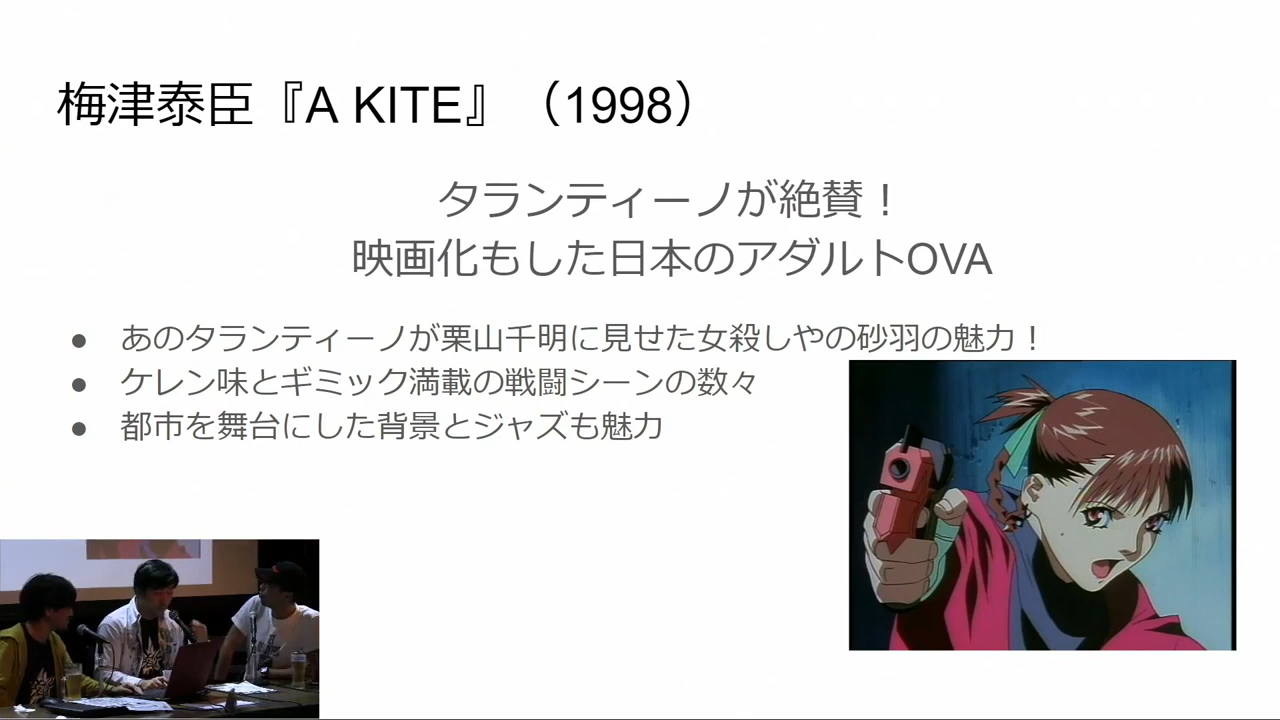 梅津泰臣『A KITE』（1998）
タランティーノが絶賛！
映画化もした日本のアダルトOVA
● あのタランティーノが栗山千明に見せた女殺しやの砂羽の魅力！
● ケレン味とギミック満載の戦闘シーンの数々
● 都市を舞台にした背景とジャズも魅力